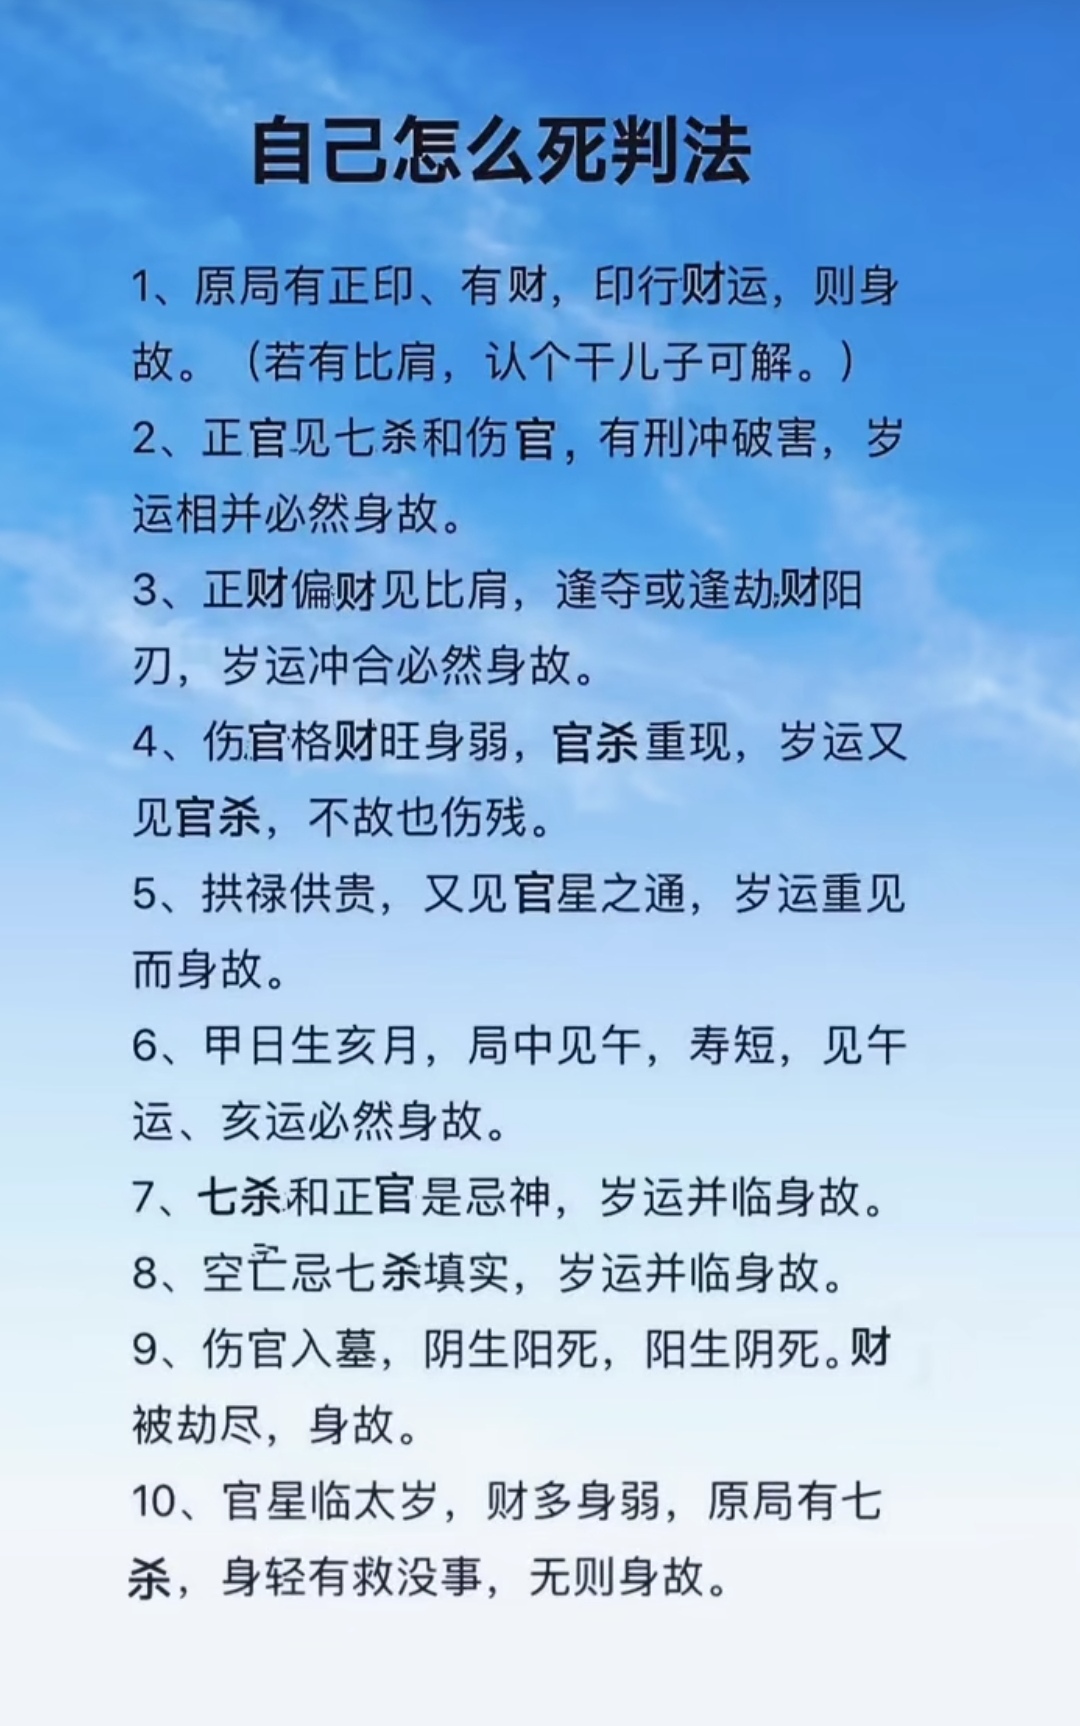 自己怎么死判法
1、原局有正印、有财，印行财运，则身
故。（若有比肩，认个干儿子可解。）
2、正官见七杀和伤官，有刑冲破害，岁
运相并必然身故。
3、正财偏财见比肩，逢夺或逢劫财阳
刃，岁运冲合必然身故。
4、伤官格财旺身弱，官杀重现，岁运又
见官杀，不故也伤残。
5、拱禄供贵，又见官星之通，岁运重见
而身故。
6、甲日生亥月，局中见午，寿短，见午
运、亥运必然身故。
7、七杀和正官是忌神，岁运并临身故。
8、空亡忌七杀填实，岁运并临身故。
9、伤官入墓，阴生阳死，阳生阴死。财
被劫尽，身故。
10、官星临太岁，财多身弱，原局有七
杀，身轻有救没事，无则身故。